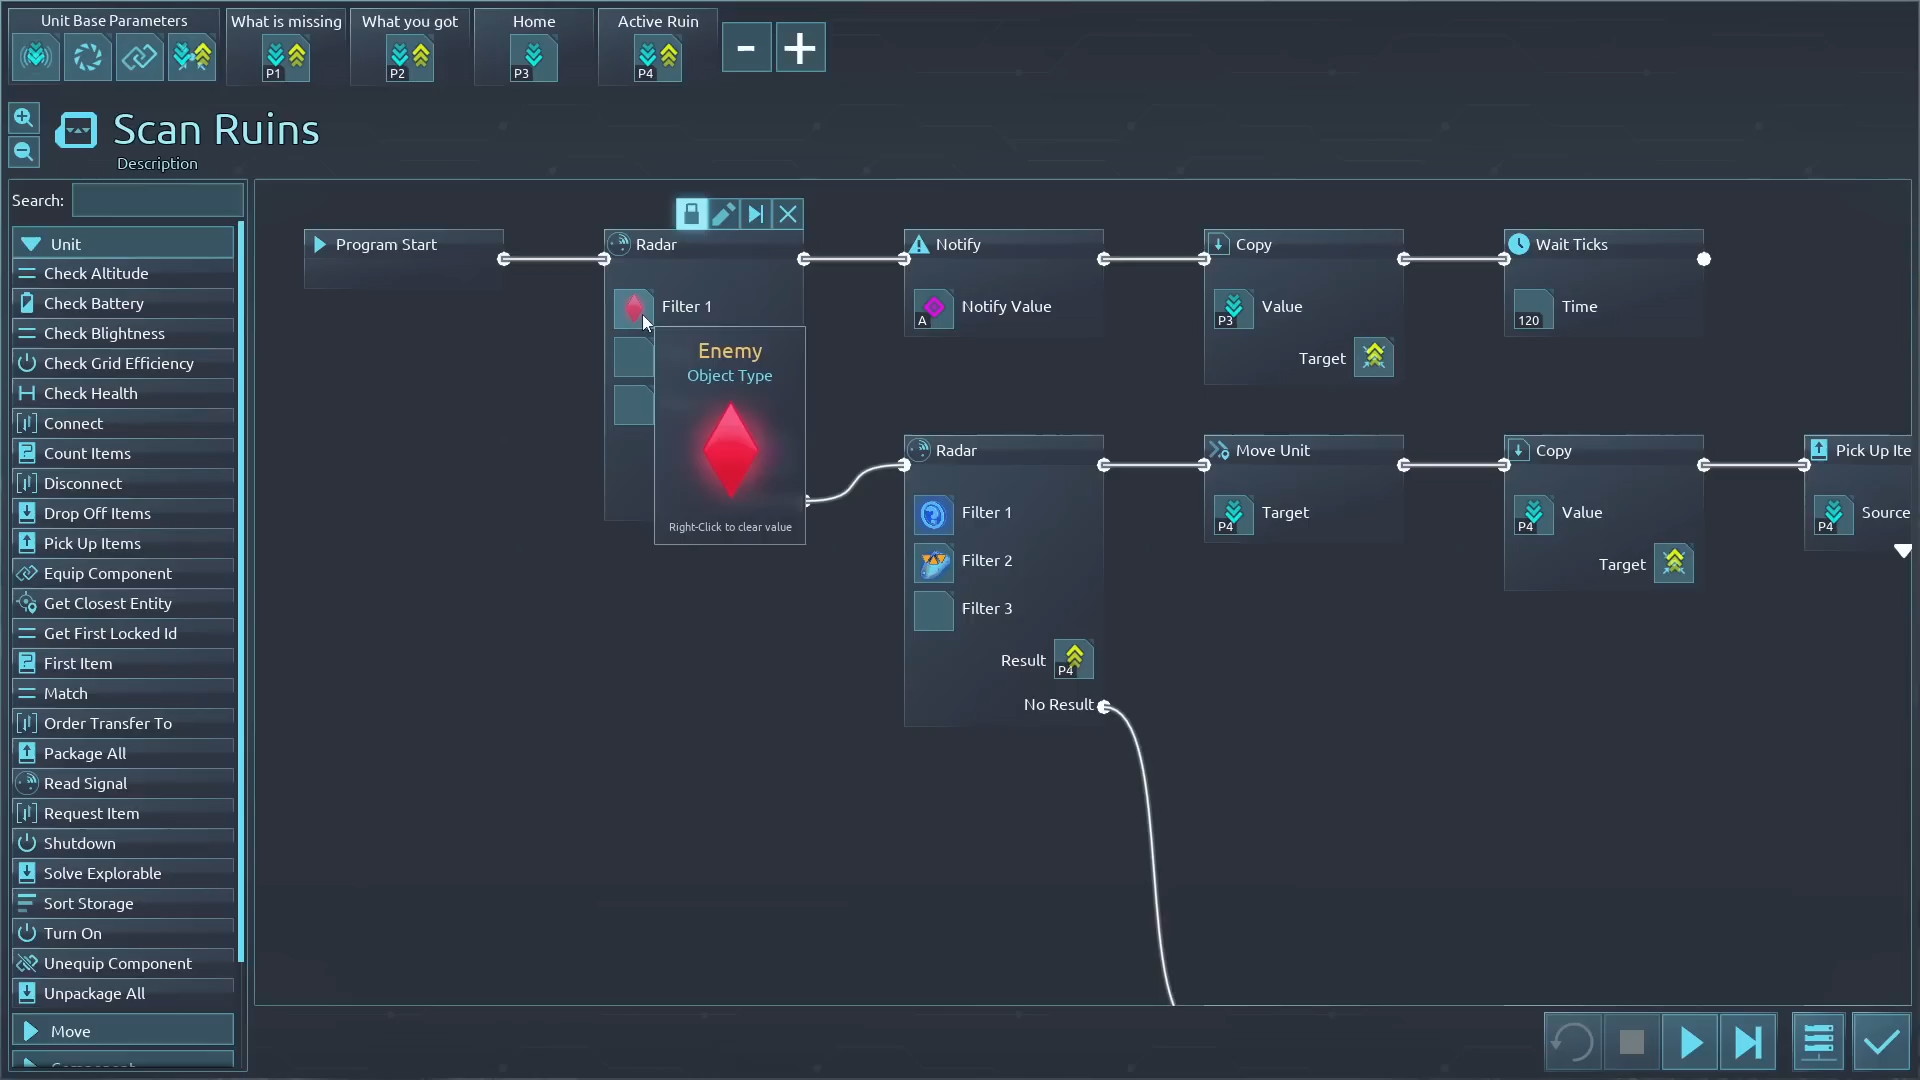 Unit Base Parameters
What is missing
What you got
Home
Active Ruin
P1
P2
P3
P4
-
+
Scan Ruins
Description
Search:
Unit
Check Altitude
Check Battery
Check Blightness
Check Grid Efficiency
Check Health
Connect
Count Items
Disconnect
Drop Off Items
Pick Up Items
Equip Component
Get Closest Entity
Get First Locked Id
First Item
Match
Order Transfer To
Package All
Read Signal
Request Item
Shutdown
Solve Explorable
Sort Storage
Turn On
Unequip Component
Unpackage All
Move
Program Start
Radar
Filter 1
Enemy
Object Type
Right-Click to clear value
Notify
A
Notify Value
Copy
P3
Value
Target
Wait Ticks
120
Time
Radar
Filter 1
Filter 2
Filter 3
Result
P4
No Result
Move Unit
P4
Target
Copy
P4
Value
Target
Pick Up Ite
P4
Source